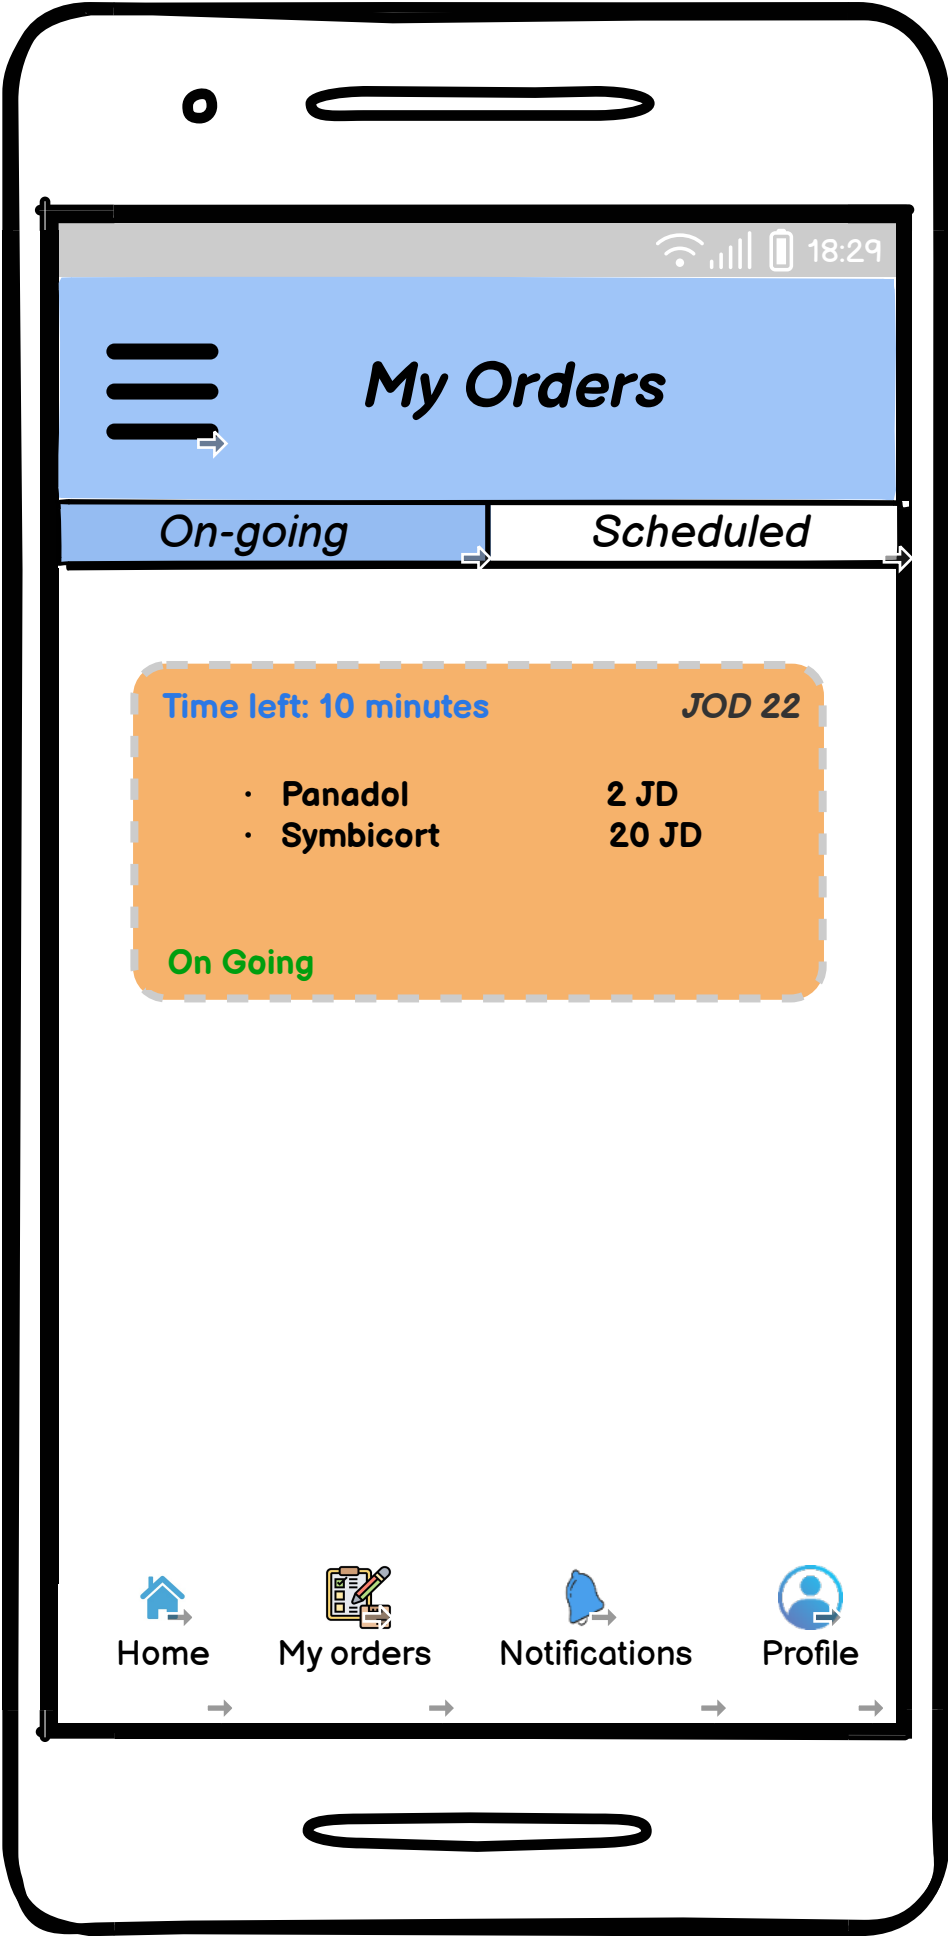 18:29
My Orders
On-going Scheduled
Time left: 10 minutes JOD 22
· Panadol 2 JD
· Symbicort 20 JD
On Going
Home My orders Notifications Profile